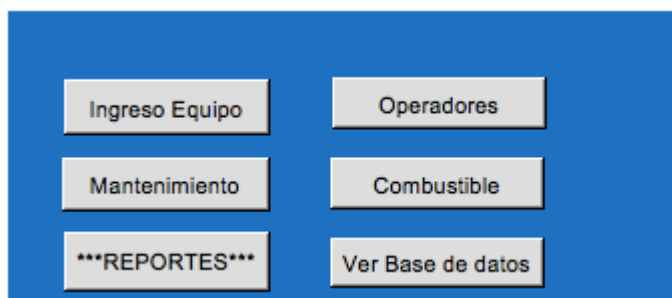 Ingreso Equipo
Operadores
Mantenimiento
Combustible
***REPORTES***
Ver Base de datos